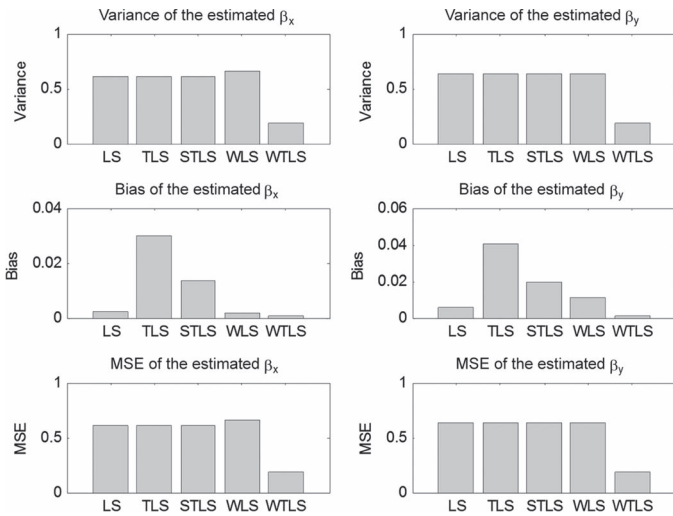 Variance of the estimated βx
1
0.5
0
Variance
LS TLS STLS WLS WTLS
Variance of the estimated βy
1
0.5
0
Variance
LS TLS STLS WLS WTLS
Bias of the estimated βx
0.04
0.02
0
Bias
LS TLS STLS WLS WTLS
Bias of the estimated βy
0.06
0.04
0.02
0
Bias
LS TLS STLS WLS WTLS
MSE of the estimated βx
1
0.5
0
MSE
LS TLS STLS WLS WTLS
MSE of the estimated βy
1
0.5
0
MSE
LS TLS STLS WLS WTLS